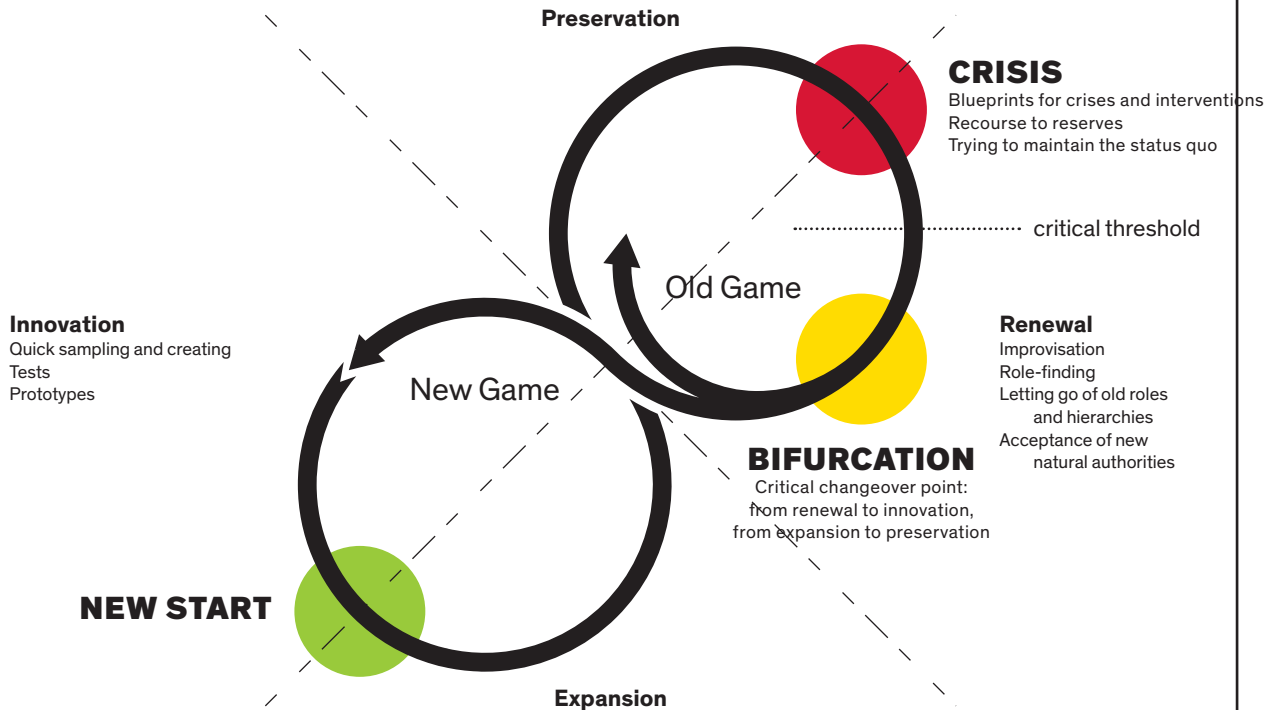 Preservation
CRISIS
Blueprints for crises and interventions
Recourse to reserves
Trying to maintain the status quo
critical threshold
Old Game
Innovation
Quick sampling and creating
Tests
Prototypes
New Game
Renewal
Improvisation
Role-finding
Letting go of old roles
and hierarchies
Acceptance of new
natural authorities
BIFURCATION
Critical changeover point:
from renewal to innovation,
from expansion to preservation
NEW START
Expansion